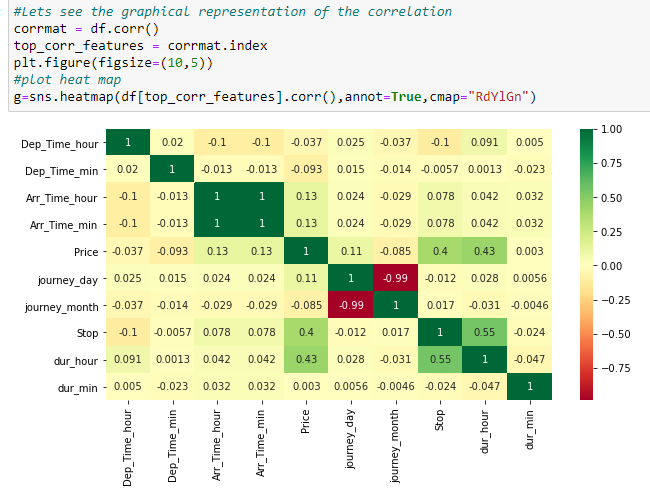 #Lets see the graphical representation of the correlation
corrmat = df.corr()
top_corr_features = corrmat.index
plt.figure(figsize=(10,5))
#plot heat map
g=sns.heatmap(df[top_corr_features].corr(),annot=True,cmap="RdYlGn")
Dep_Time_hour 1 0.02 -0.1 -0.1 -0.037 0.025 -0.037 -0.1 0.091 0.005
Dep_Time_min 0.02 1 -0.013 -0.013 -0.093 0.015 -0.014 -0.0057 0.0013 -0.023
Arr_Time_hour -0.1 -0.013 1 1 0.13 0.024 -0.029 0.078 0.042 0.032
Arr_Time_min -0.1 -0.013 1 1 0.13 0.024 -0.029 0.078 0.042 0.032
Price -0.037 -0.093 0.13 0.13 1 0.11 -0.085 0.4 0.43 0.003
journey_day 0.025 0.015 0.024 0.024 0.11 1 -0.99 -0.012 0.028 0.0056
journey_month -0.037 -0.014 -0.029 -0.029 -0.085 -0.99 1 0.017 -0.031 -0.0046
Stop -0.1 -0.0057 0.078 0.078 0.4 -0.012 0.017 1 0.55 -0.024
dur_hour 0.091 0.0013 0.042 0.042 0.43 0.028 -0.031 0.55 1 -0.047
dur_min 0.005 -0.023 0.032 0.032 0.003 0.0056 -0.0046 -0.024 -0.047 1
Dep_Time_hour
Dep_Time_min
Arr_Time_hour
Arr_Time_min
Price
journey_day
journey_month
Stop
dur_hour
dur_min
1.00
0.75
0.50
0.25
0.00
−0.25
−0.50
−0.75